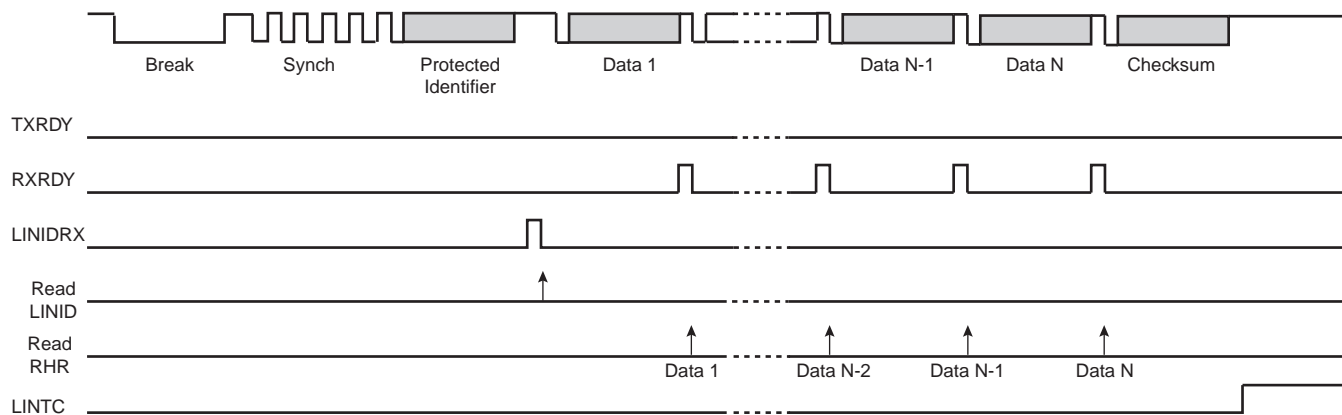 Break
Synch
Protected
Identifier
Data 1
Data N-1
Data N
Checksum
TXRDY
RXRDY
LINIDRX
Read
LINID
Read
RHR
Data 1
Data N-2
Data N-1
Data N
LINTC